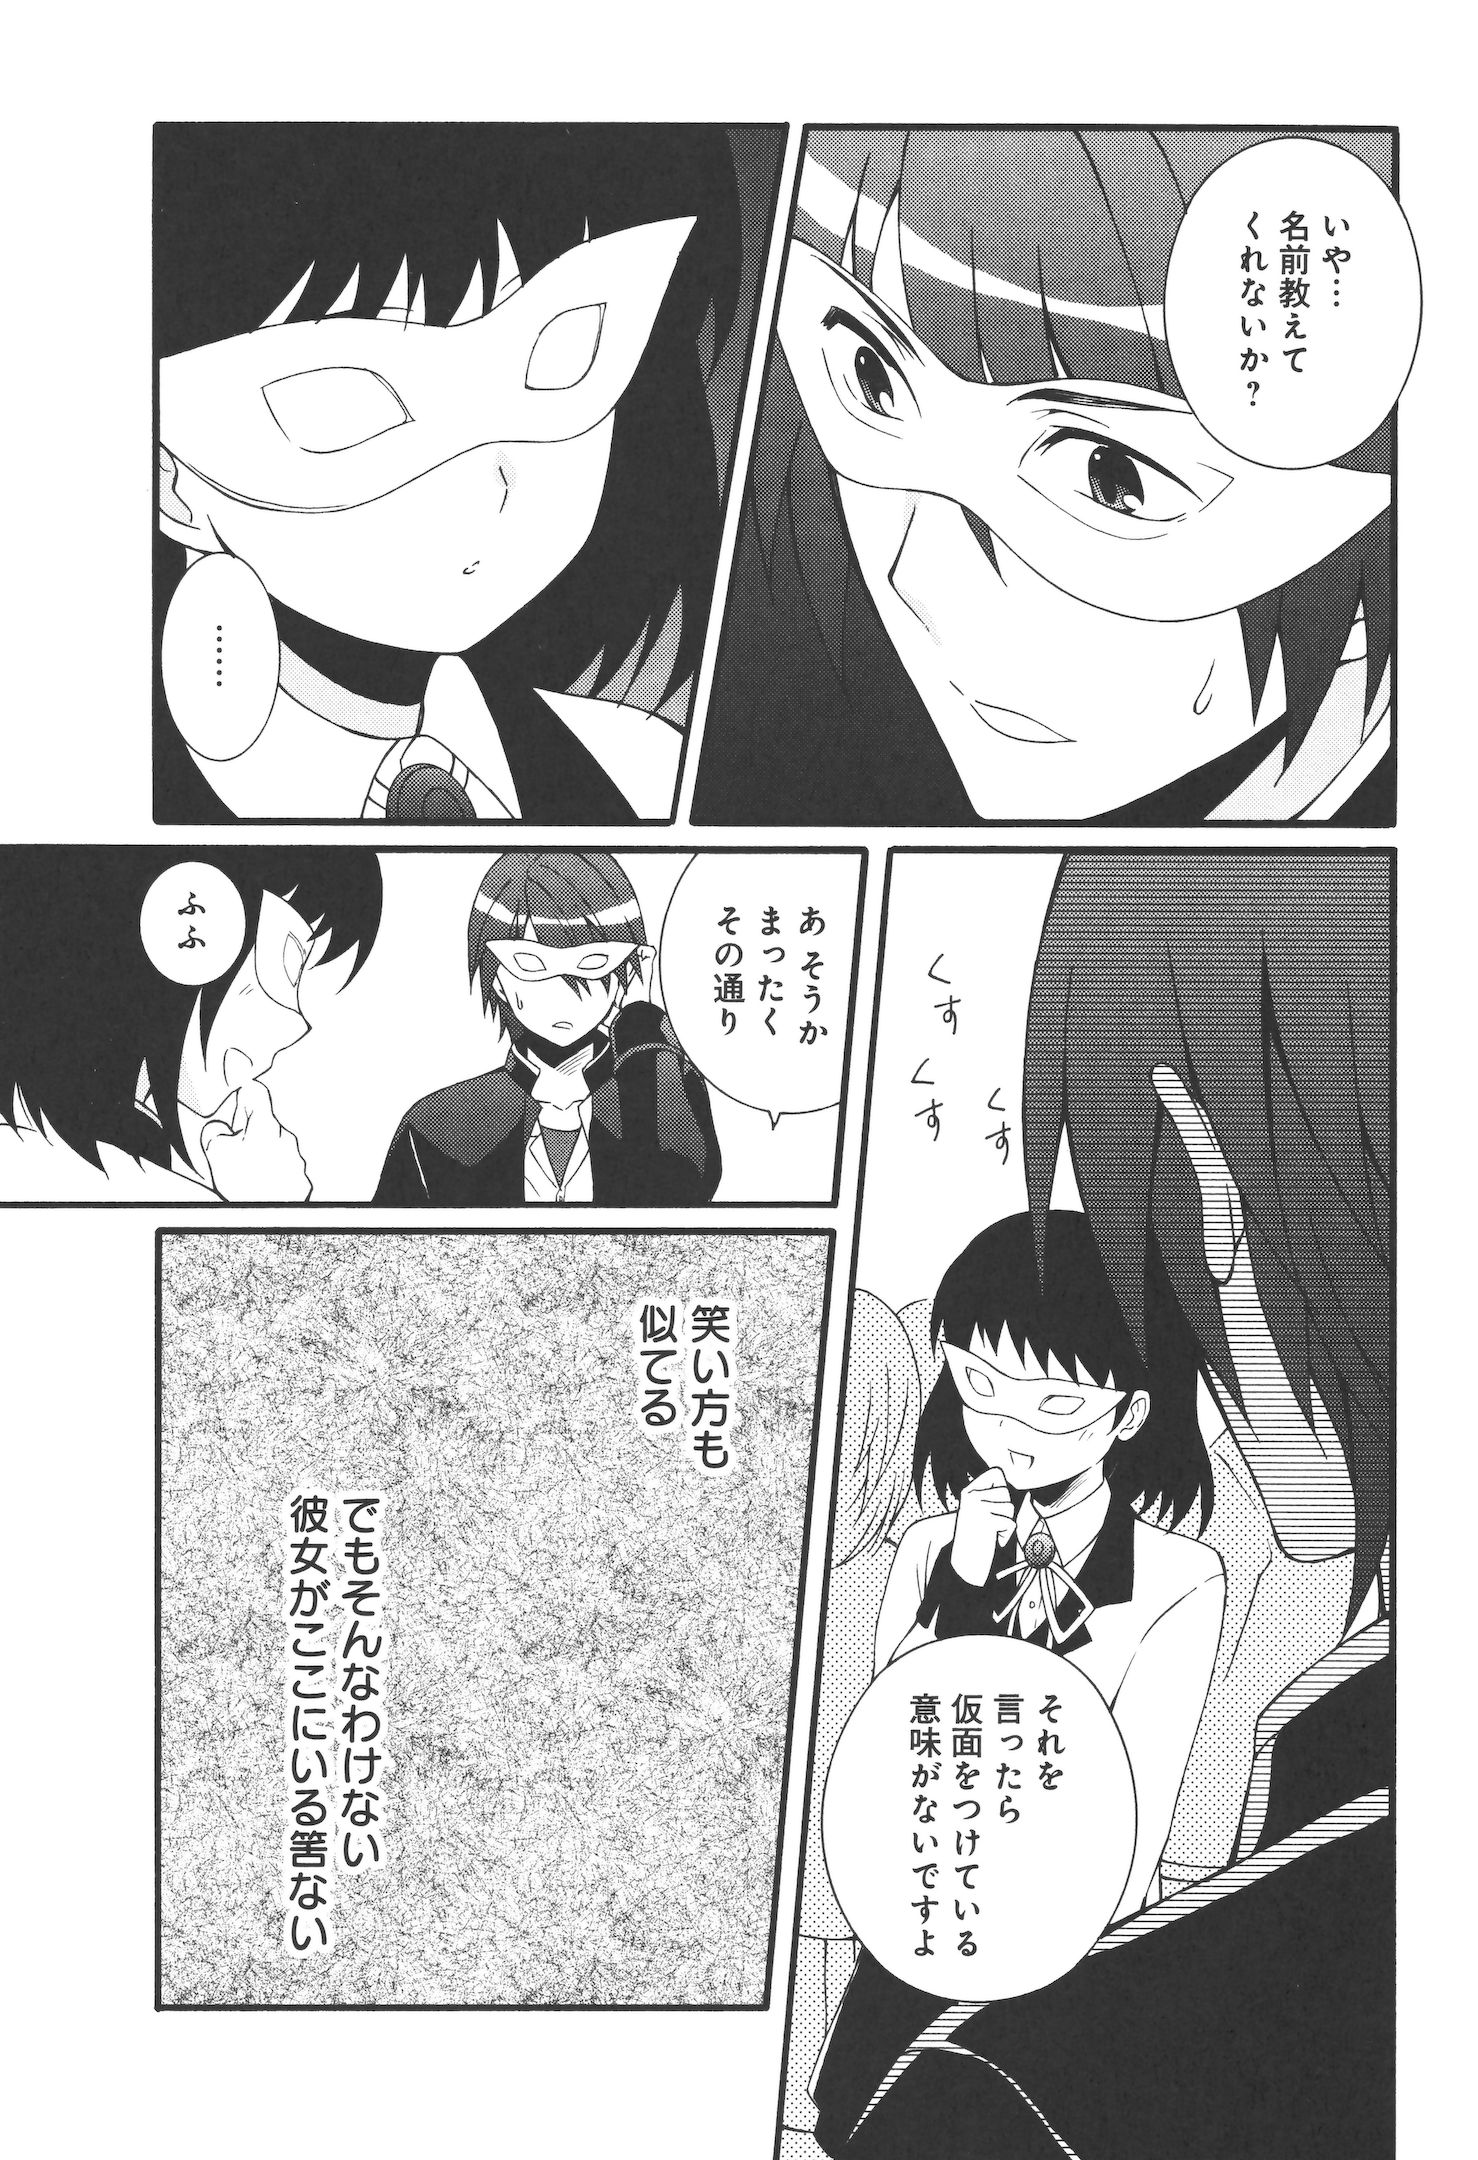 いや…
名前教えて
くれないか？
……
くす
くす
くす
それを
言ったら
仮面をつけている
意味がないですよ
あ そうか
まったく
その通り
ふふ
笑い方も
似てる
でもそんなわけない
彼女がここにいる筈ない